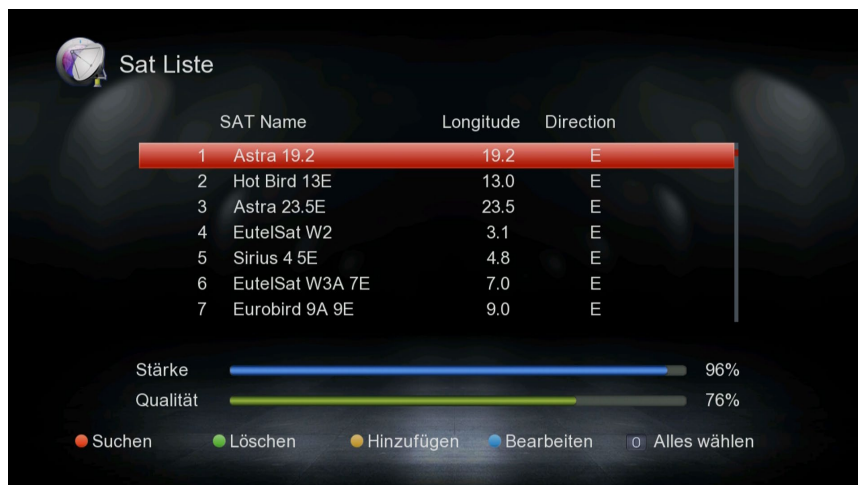 Sat Liste
SAT Name Longitude Direction
1 Astra 19.2 19.2 E
2 Hot Bird 13E 13.0 E
3 Astra 23.5E 23.5 E
4 EutelSat W2 3.1 E
5 Sirius 4 5E 4.8 E
6 EutelSat W3A 7E 7.0 E
7 Eurobird 9A 9E 9.0 E
Stärke 96%
Qualität 76%
Suchen Löschen Hinzufügen Bearbeiten 0 Alles wählen